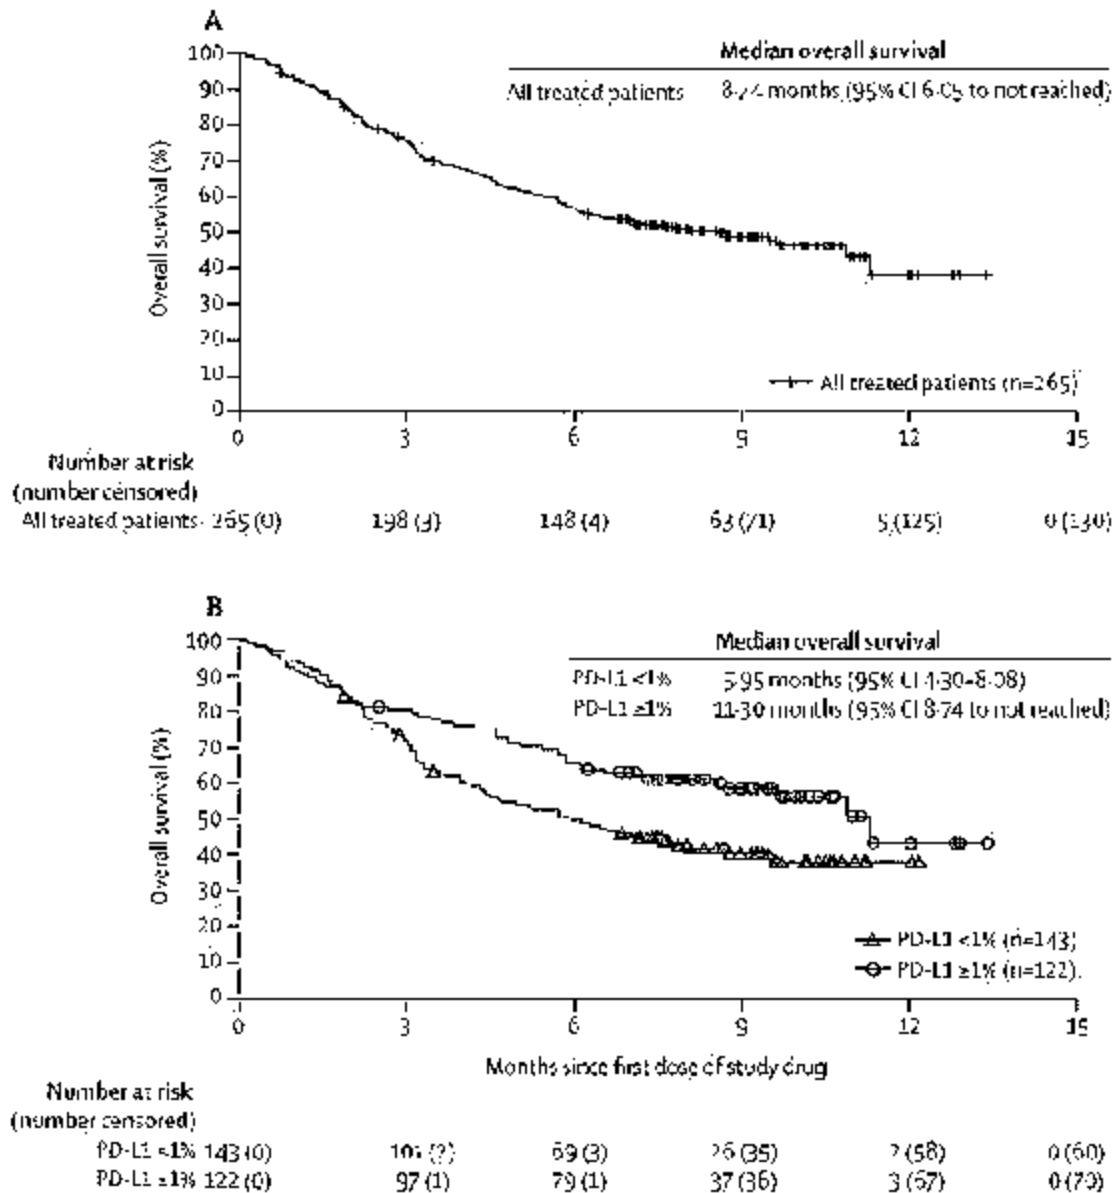 A
Median overall survival
All treated patients 8·74 months (95% CI 6·05 to not reached)
Overall survival (%)
100
90
80
70
60
50
40
30
20
10
0
All treated patients (n=265)
0 3 6 9 12 15
Number at risk
(number censored)
All treated patients 265 (0) 198 (3) 148 (4) 63 (71) 5 (125) 0 (130)
B
Median overall survival
PD-L1 <1% 5·95 months (95% CI 4·30–8·08)
PD-L1 ≥1% 11·30 months (95% CI 8·74 to not reached)
Overall survival (%)
100
90
80
70
60
50
40
30
20
10
0
PD-L1 <1% (n=143)
PD-L1 ≥1% (n=122)
0 3 6 9 12 15
Months since first dose of study drug
Number at risk
(number censored)
PD-L1 <1% 143 (0) 101 (2) 69 (3) 26 (35) 2 (58) 0 (60)
PD-L1 ≥1% 122 (0) 97 (1) 79 (1) 37 (36) 3 (67) 0 (70)